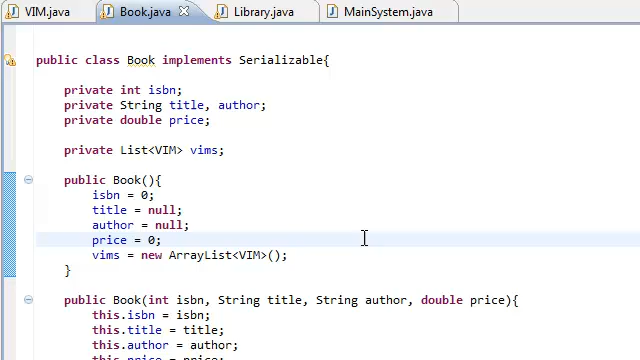 VIM.java Book.java Library.java MainSystem.java
public class Book implements Serializable{
private int isbn;
private String title, author;
private double price;
private List<VIM> vims;
public Book(){
isbn = 0;
title = null;
author = null;
price = 0;
vims = new ArrayList<VIM>();
}
public Book(int isbn, String title, String author, double price){
this.isbn = isbn;
this.title = title;
this.author = author;
this.price = price;